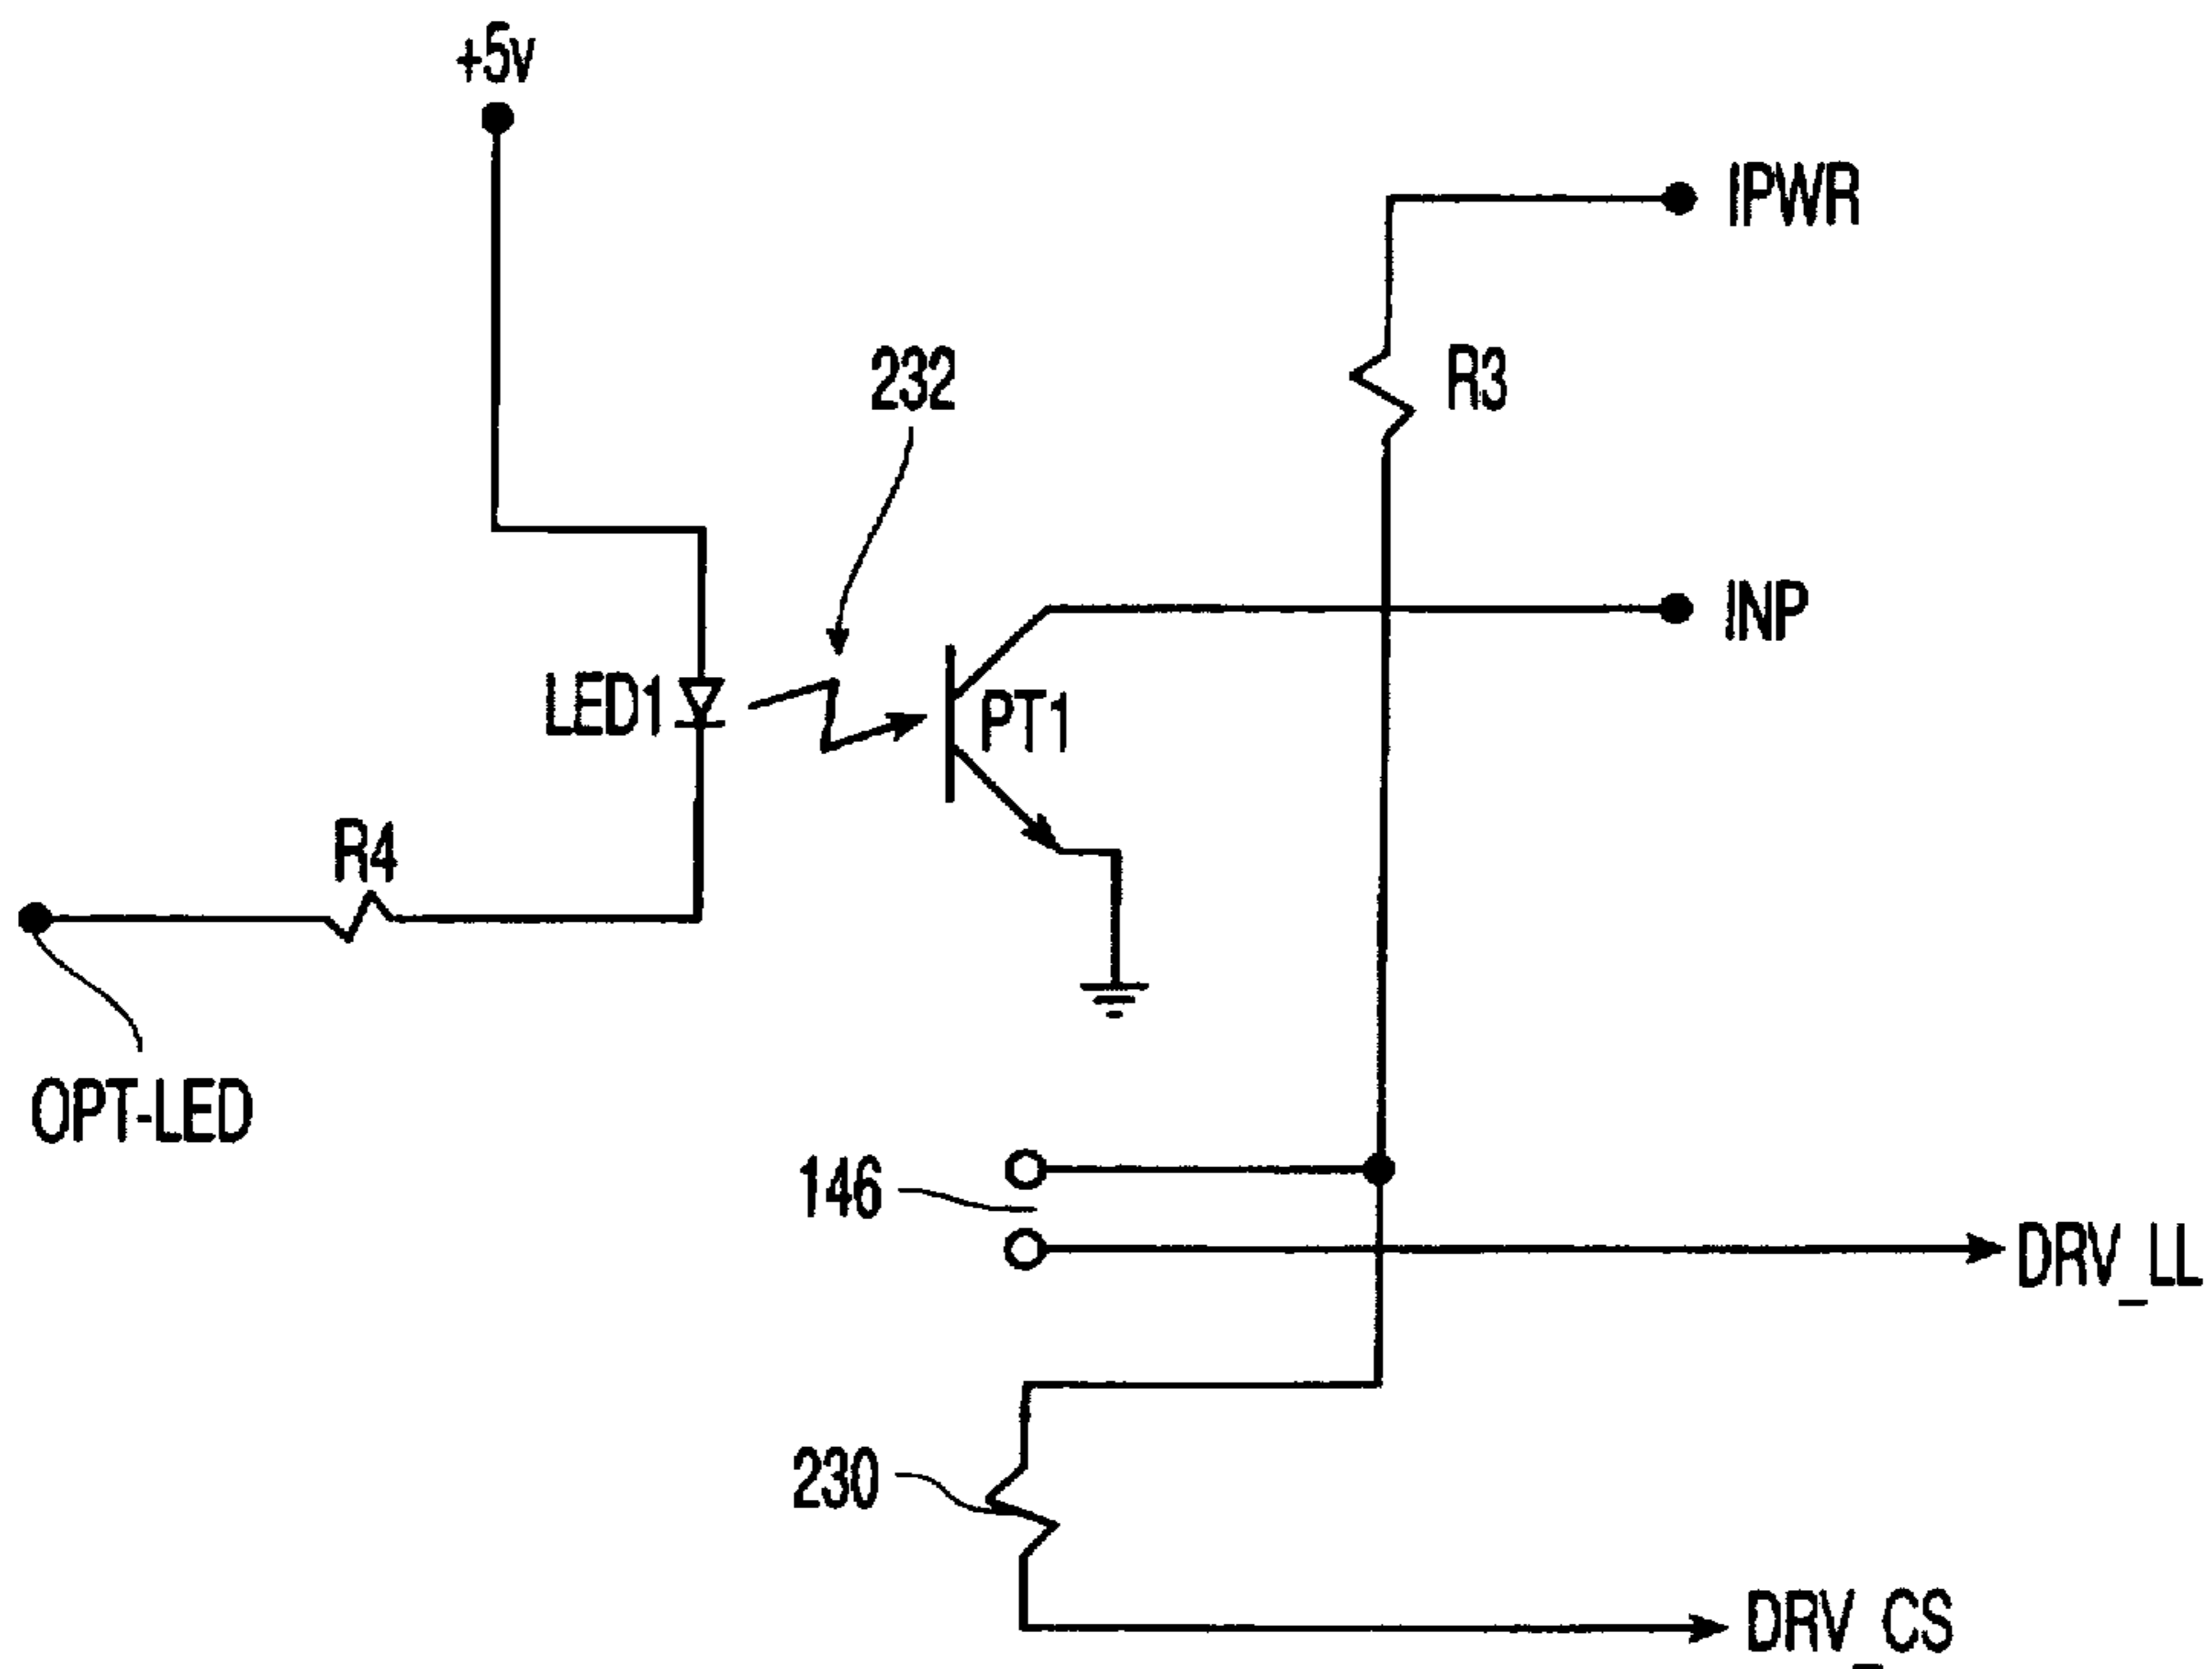 +5v
IPWR
232
R3
INP
LED1
PT1
R4
OPT-LED
146
DRV_LL
230
DRV_CS